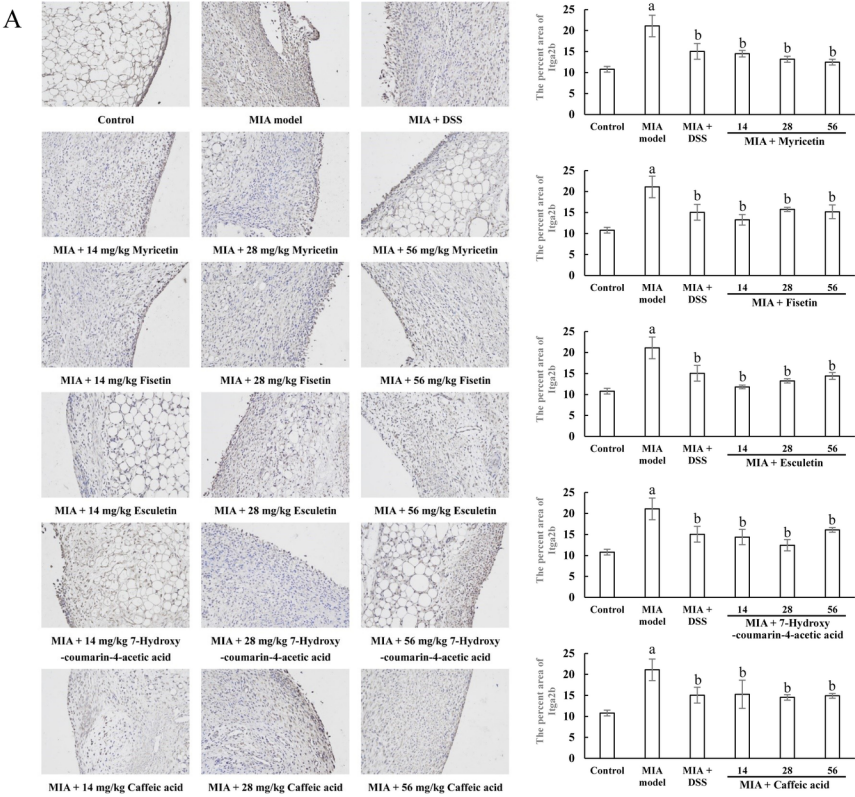 A
Control
MIA model
MIA + DSS
MIA + 14 mg/kg Myricetin
MIA + 28 mg/kg Myricetin
MIA + 56 mg/kg Myricetin
MIA + 14 mg/kg Fisetin
MIA + 28 mg/kg Fisetin
MIA + 56 mg/kg Fisetin
MIA + 14 mg/kg Esculetin
MIA + 28 mg/kg Esculetin
MIA + 56 mg/kg Esculetin
MIA + 14 mg/kg 7-Hydroxy
-coumarin-4-acetic acid
MIA + 28 mg/kg 7-Hydroxy
-coumarin-4-acetic acid
MIA + 56 mg/kg 7-Hydroxy
-coumarin-4-acetic acid
MIA + 14 mg/kg Caffeic acid
MIA + 28 mg/kg Caffeic acid
MIA + 56 mg/kg Caffeic acid
The percent area of
Itga2b
25
20
15
10
5
0
a
b
b
b
b
Control
MIA
model
MIA +
DSS
14
28
56
MIA + Myricetin
The percent area of
Itga2b
25
20
15
10
5
0
a
b
b
b
b
Control
MIA
model
MIA +
DSS
14
28
56
MIA + Fisetin
The percent area of
Itga2b
25
20
15
10
5
0
a
b
b
b
b
Control
MIA
model
MIA +
DSS
14
28
56
MIA + Esculetin
The percent area of
Itga2b
25
20
15
10
5
0
a
b
b
b
b
Control
MIA
model
MIA +
DSS
14
28
56
MIA + 7-Hydroxy
-coumarin-4-acetic acid
The percent area of
Itga2b
25
20
15
10
5
0
a
b
b
b
b
Control
MIA
model
MIA +
DSS
14
28
56
MIA + Caffeic acid